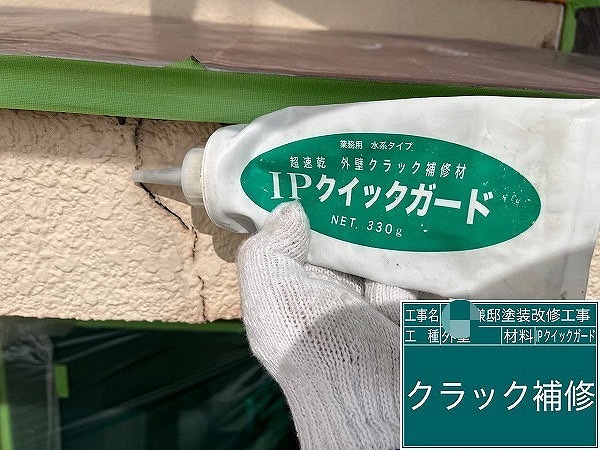 業務用 水系タイプ
超速乾 外壁クラック補修材
IPクイックガード
NET. 330g
工事名 様邸塗装改修工事
工 種 外壁 材料 IPクイックガード
クラック補修